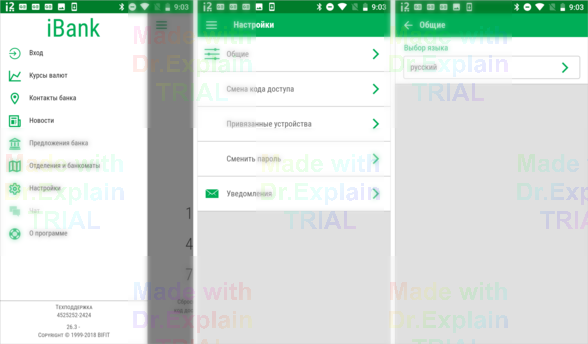 9:03
iBank
Вход
Курсы валют
Контакты банка
Новости
Предложения банка
Отделения и банкоматы
Настройки
Чат
О программе
Техподдержка
4525252-2424
26.3 -
Copyright © 1999-2018 BIFIT
1
4
7
9:03
Настройки
Общие
Смена кода доступа
Привязанные устройства
Сменить пароль
Уведомления
9:03
Общие
Выбор языка
русский
Made with
Dr.Explain
TRIAL
Made with
Dr.Explain
TRIAL
Made with
Dr.Explain
TRIAL
Made with
Dr.Explain
TRIAL